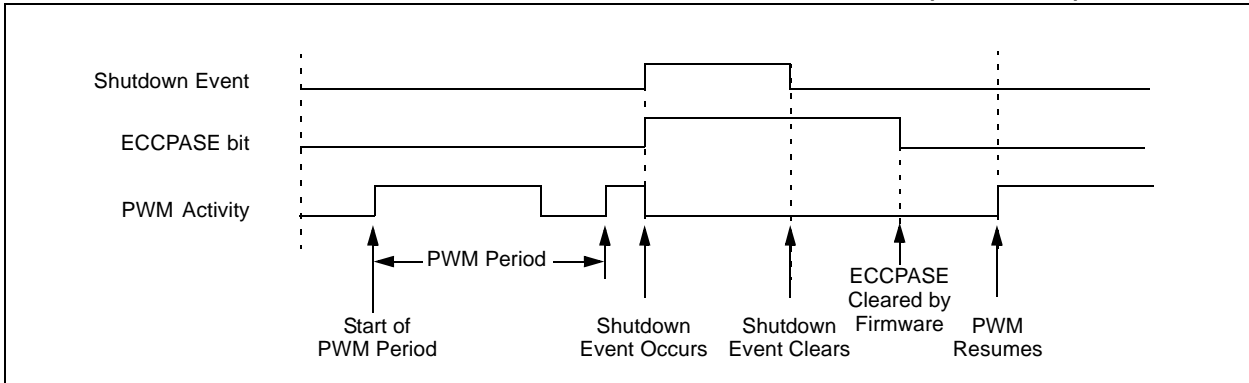 Shutdown Event
ECCPASE bit
PWM Activity
PWM Period
Start of
PWM Period
Shutdown
Event Occurs
Shutdown
Event Clears
ECCPASE
Cleared by
Firmware
PWM
Resumes